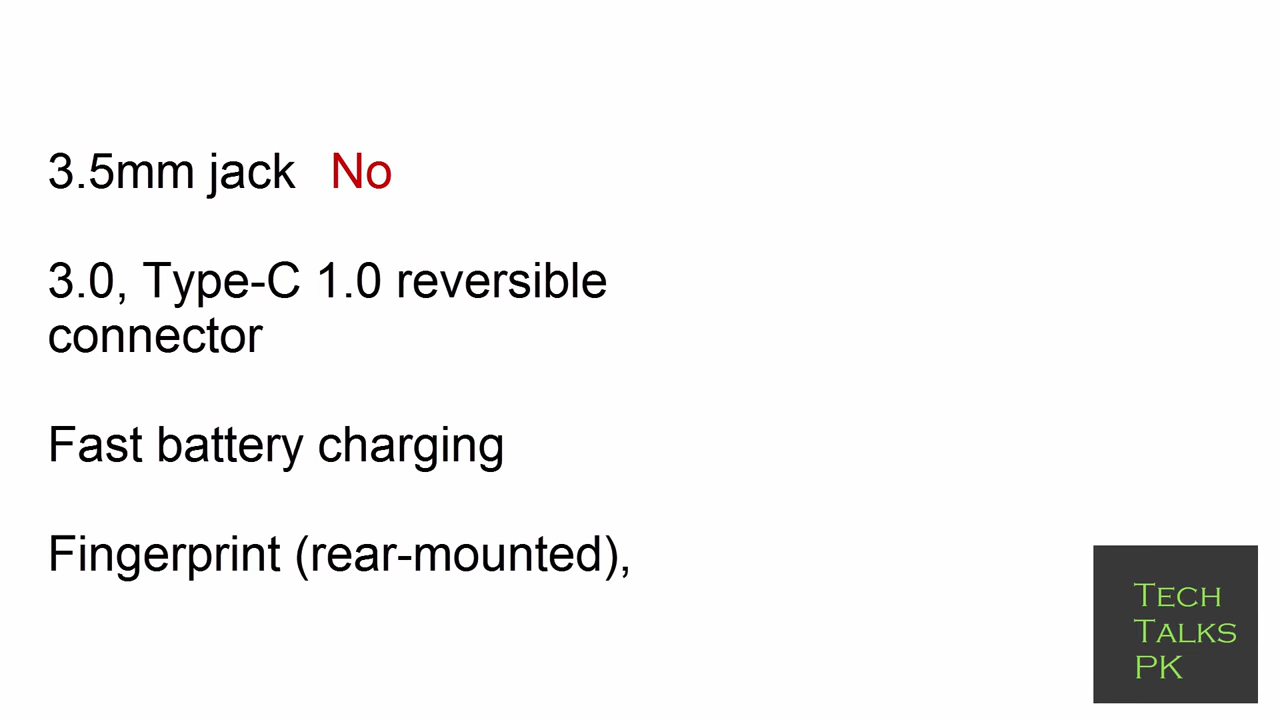 3.5mm jack No
3.0, Type-C 1.0 reversible
connector
Fast battery charging
Fingerprint (rear-mounted),
TECH
TALKS
PK